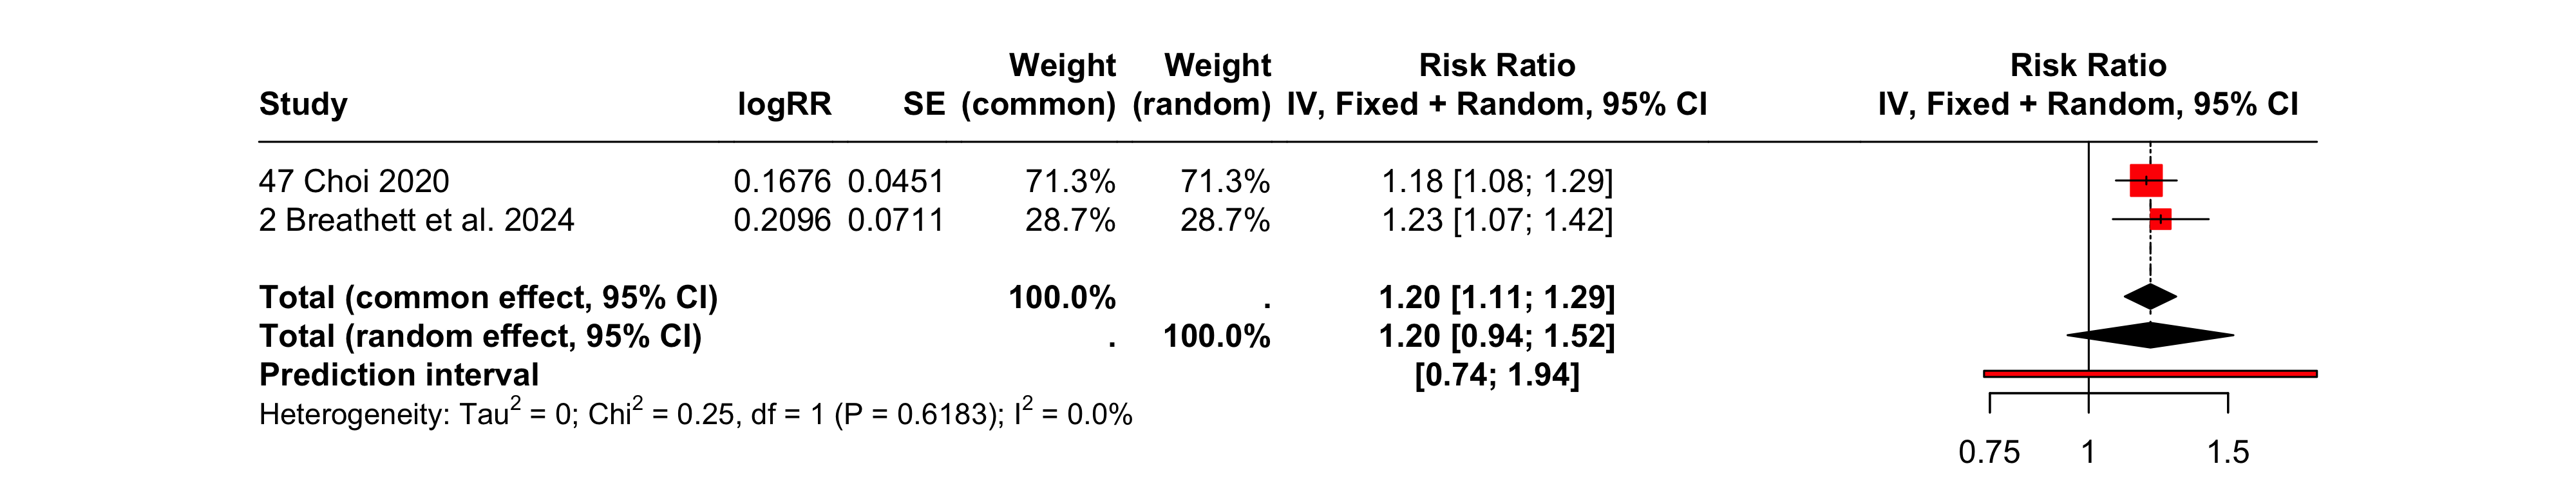 Weight Weight Risk Ratio Risk Ratio
Study logRR SE (common) (random) IV, Fixed + Random, 95% CI IV, Fixed + Random, 95% CI
47 Choi 2020 0.1676 0.0451 71.3% 71.3% 1.18 [1.08; 1.29]
2 Breathett et al. 2024 0.2096 0.0711 28.7% 28.7% 1.23 [1.07; 1.42]
Total (common effect, 95% CI) 100.0% . 1.20 [1.11; 1.29]
Total (random effect, 95% CI) . 100.0% 1.20 [0.94; 1.52]
Prediction interval [0.74; 1.94]
Heterogeneity: Tau² = 0; Chi² = 0.25, df = 1 (P = 0.6183); I² = 0.0%
0.75 1 1.5